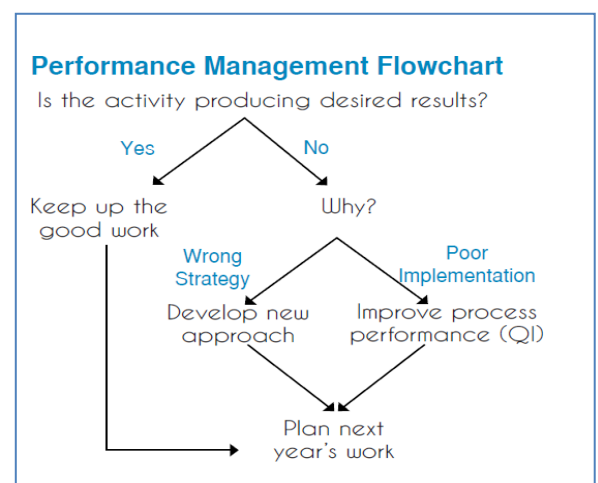 Performance Management Flowchart
Is the activity producing desired results?
Yes
No
Keep up the
good work
Why?
Wrong
Strategy
Poor
Implementation
Develop new
approach
Improve process
performance (QI)
Plan next
year's work